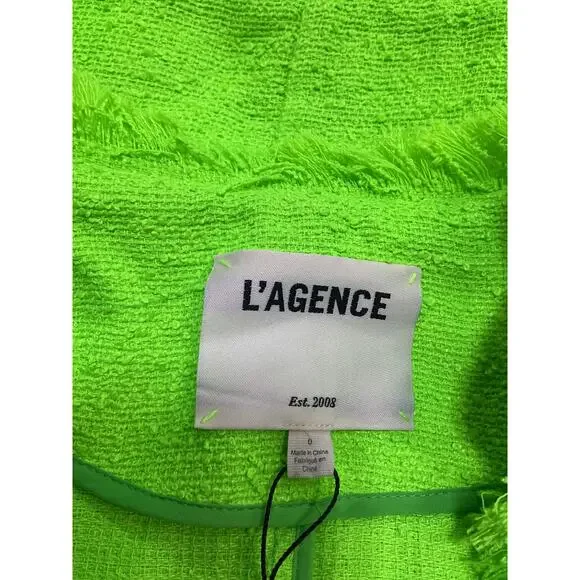 L'AGENCE
Est. 2008
0
Made in China
Fabriqué en
Chine